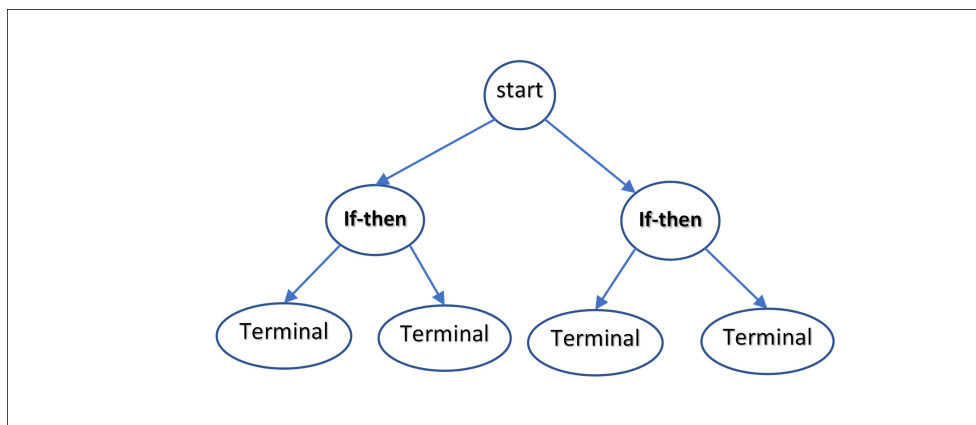 start
If-then
If-then
Terminal
Terminal
Terminal
Terminal